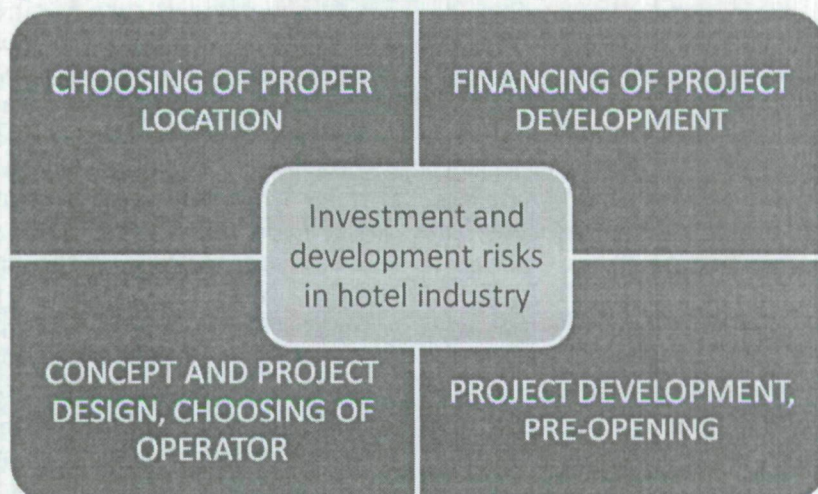 CHOOSING OF PROPER
LOCATION
FINANCING OF PROJECT
DEVELOPMENT
Investment and
development risks
in hotel industry
CONCEPT AND PROJECT
DESIGN, CHOOSING OF
OPERATOR
PROJECT DEVELOPMENT,
PRE-OPENING